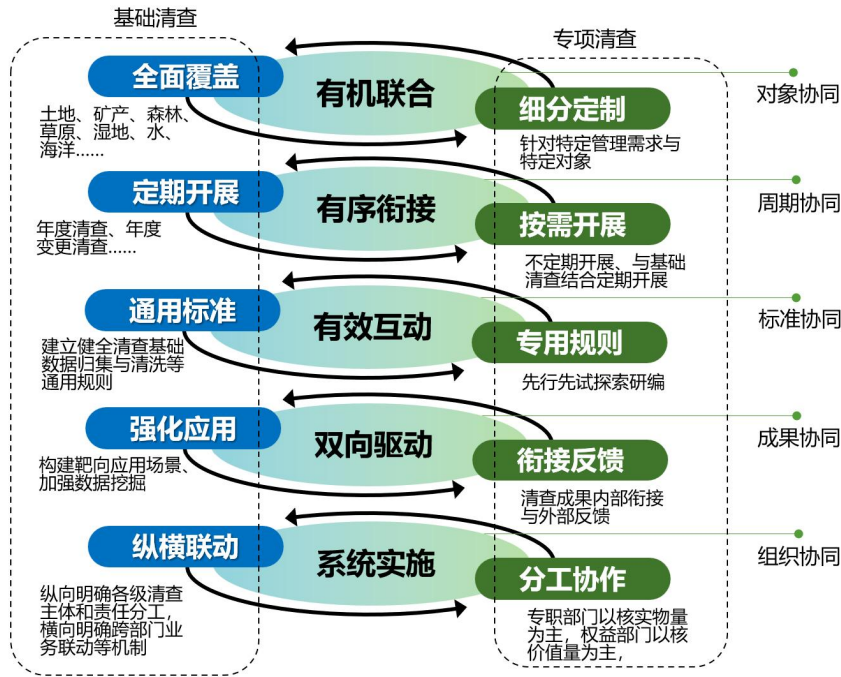 基础清查
专项清查
全面覆盖
有机联合
细分定制
对象协同
土地、矿产、森林、
草原、湿地、水、
海洋……
针对特定管理需求与
特定对象
定期开展
有序衔接
按需开展
周期协同
年度清查、年度
变更清查……
不定期开展、与基础
清查结合定期开展
通用标准
有效互动
专用规则
标准协同
建立健全清查基础
数据归集与清洗等
通用规则
先行先试探索研编
强化应用
双向驱动
衔接反馈
成果协同
构建靶向应用场景、
加强数据挖掘
清查成果内部衔接
与外部反馈
纵横联动
系统实施
分工协作
组织协同
纵向明确各级清查
主体和责任分工，
横向明确跨部门业
务联动等机制
专职部门以核实物量
为主，权益部门以核
价值量为主，